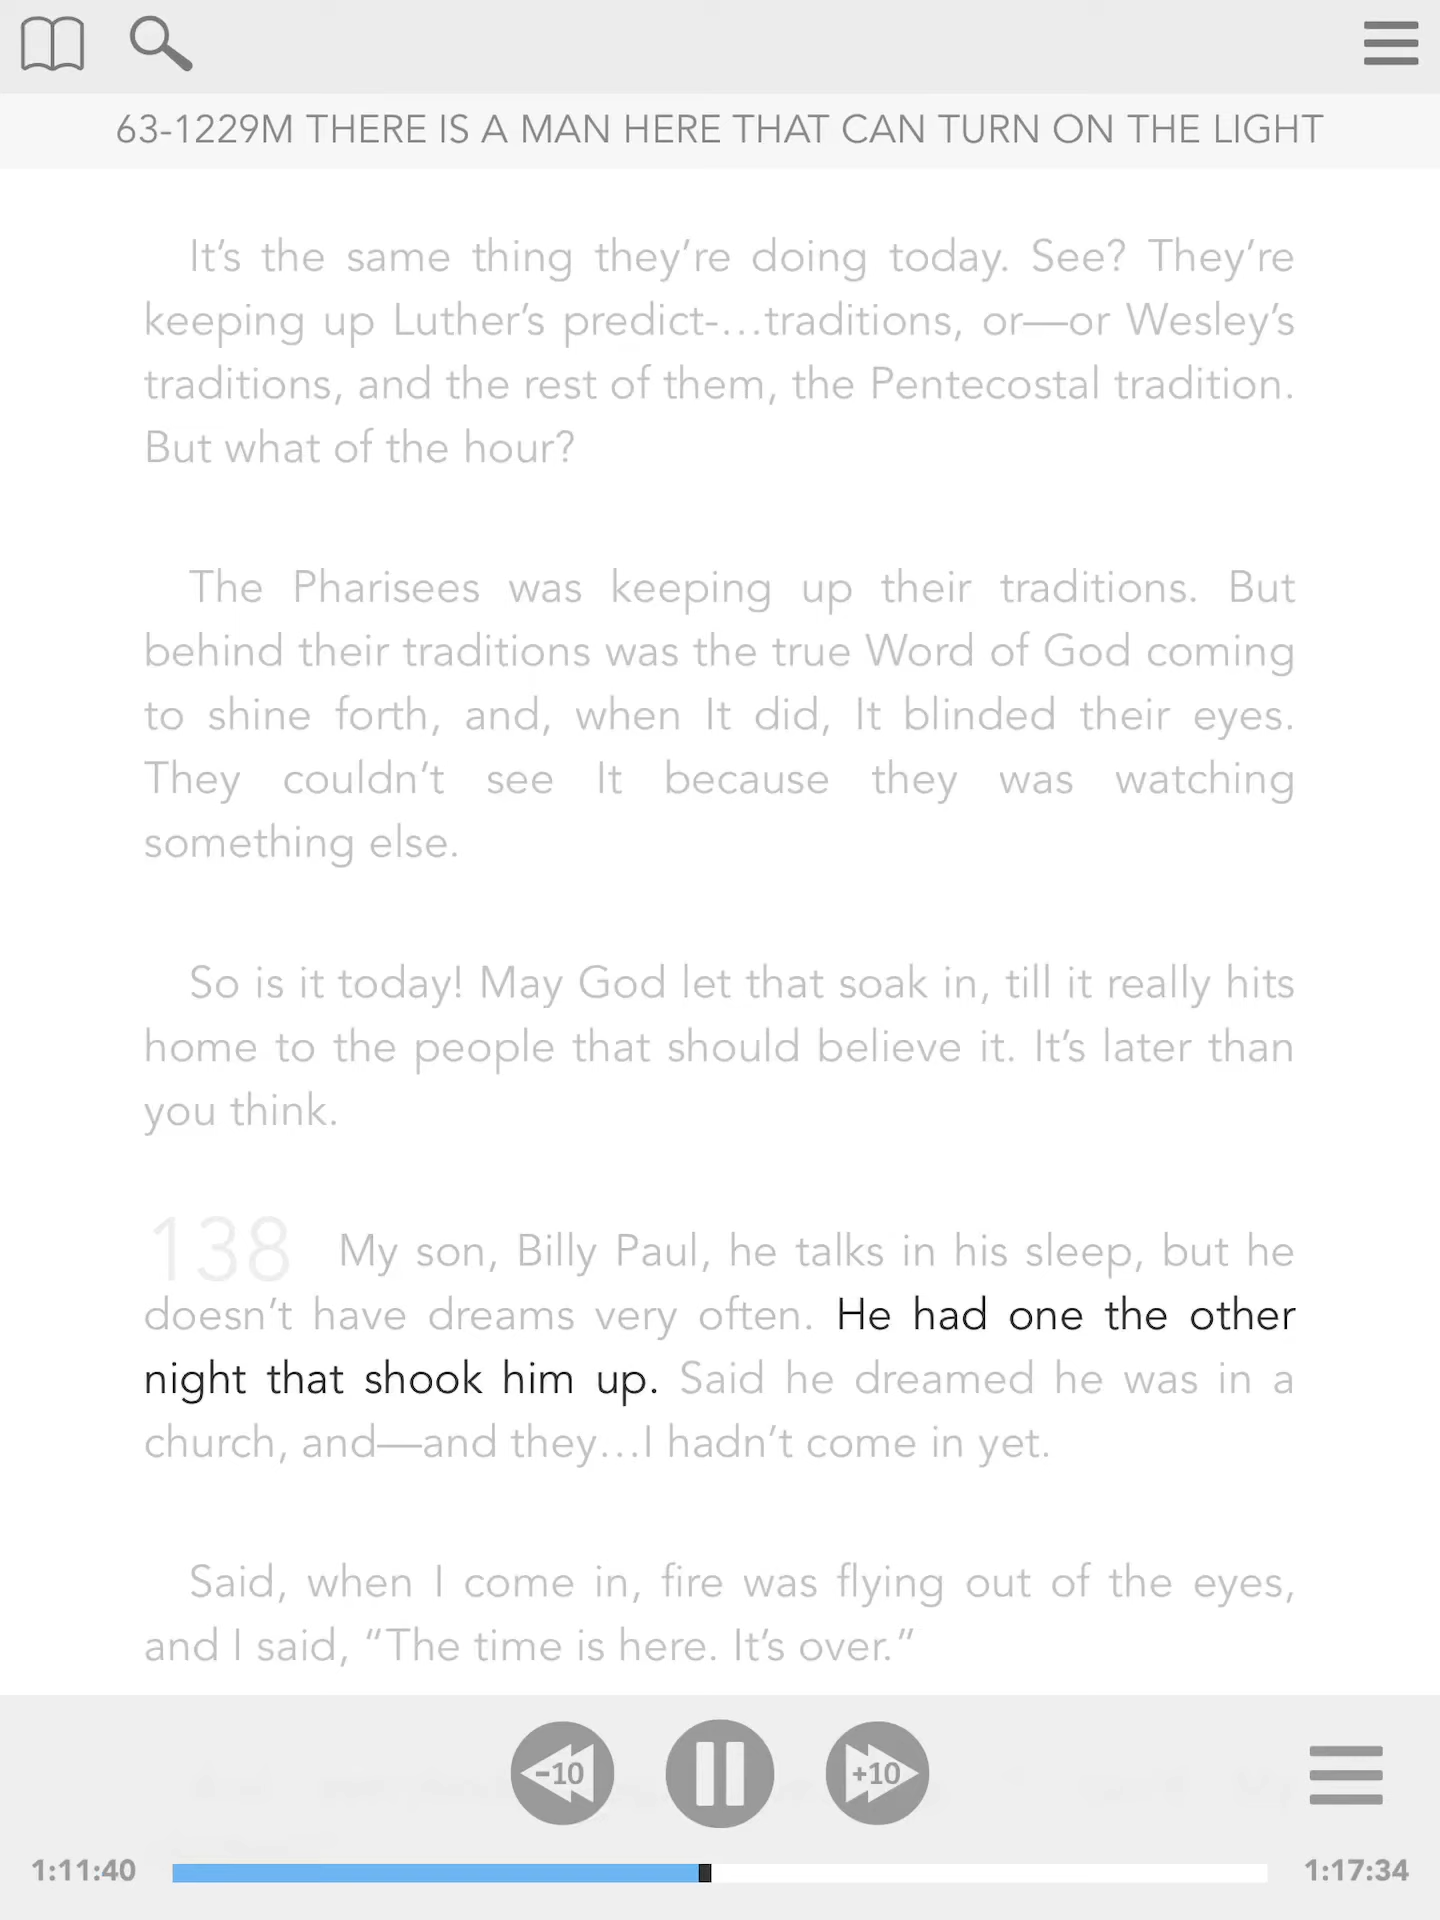 63-1229M THERE IS A MAN HERE THAT CAN TURN ON THE LIGHT
It’s the same thing they’re doing today. See? They’re
keeping up Luther’s predict-…traditions, or—or Wesley’s
traditions, and the rest of them, the Pentecostal tradition.
But what of the hour?
The Pharisees was keeping up their traditions. But
behind their traditions was the true Word of God coming
to shine forth, and, when It did, It blinded their eyes.
They couldn’t see It because they was watching
something else.
So is it today! May God let that soak in, till it really hits
home to the people that should believe it. It’s later than
you think.
138 My son, Billy Paul, he talks in his sleep, but he
doesn’t have dreams very often. He had one the other
night that shook him up. Said he dreamed he was in a
church, and—and they…I hadn’t come in yet.
Said, when I come in, fire was flying out of the eyes,
and I said, “The time is here. It’s over.”
-10 +10
1:11:40 1:17:34